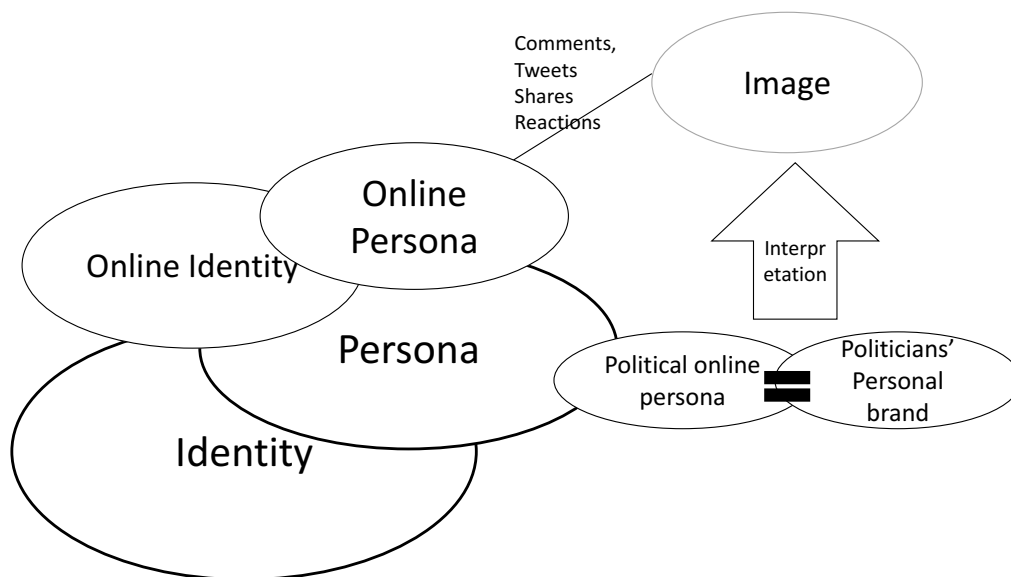 Comments,
Tweets
Shares
Reactions
Image
Online
Persona
Online Identity
Interpr
etation
Persona
Political online
persona
Politicians’
Personal
brand
Identity